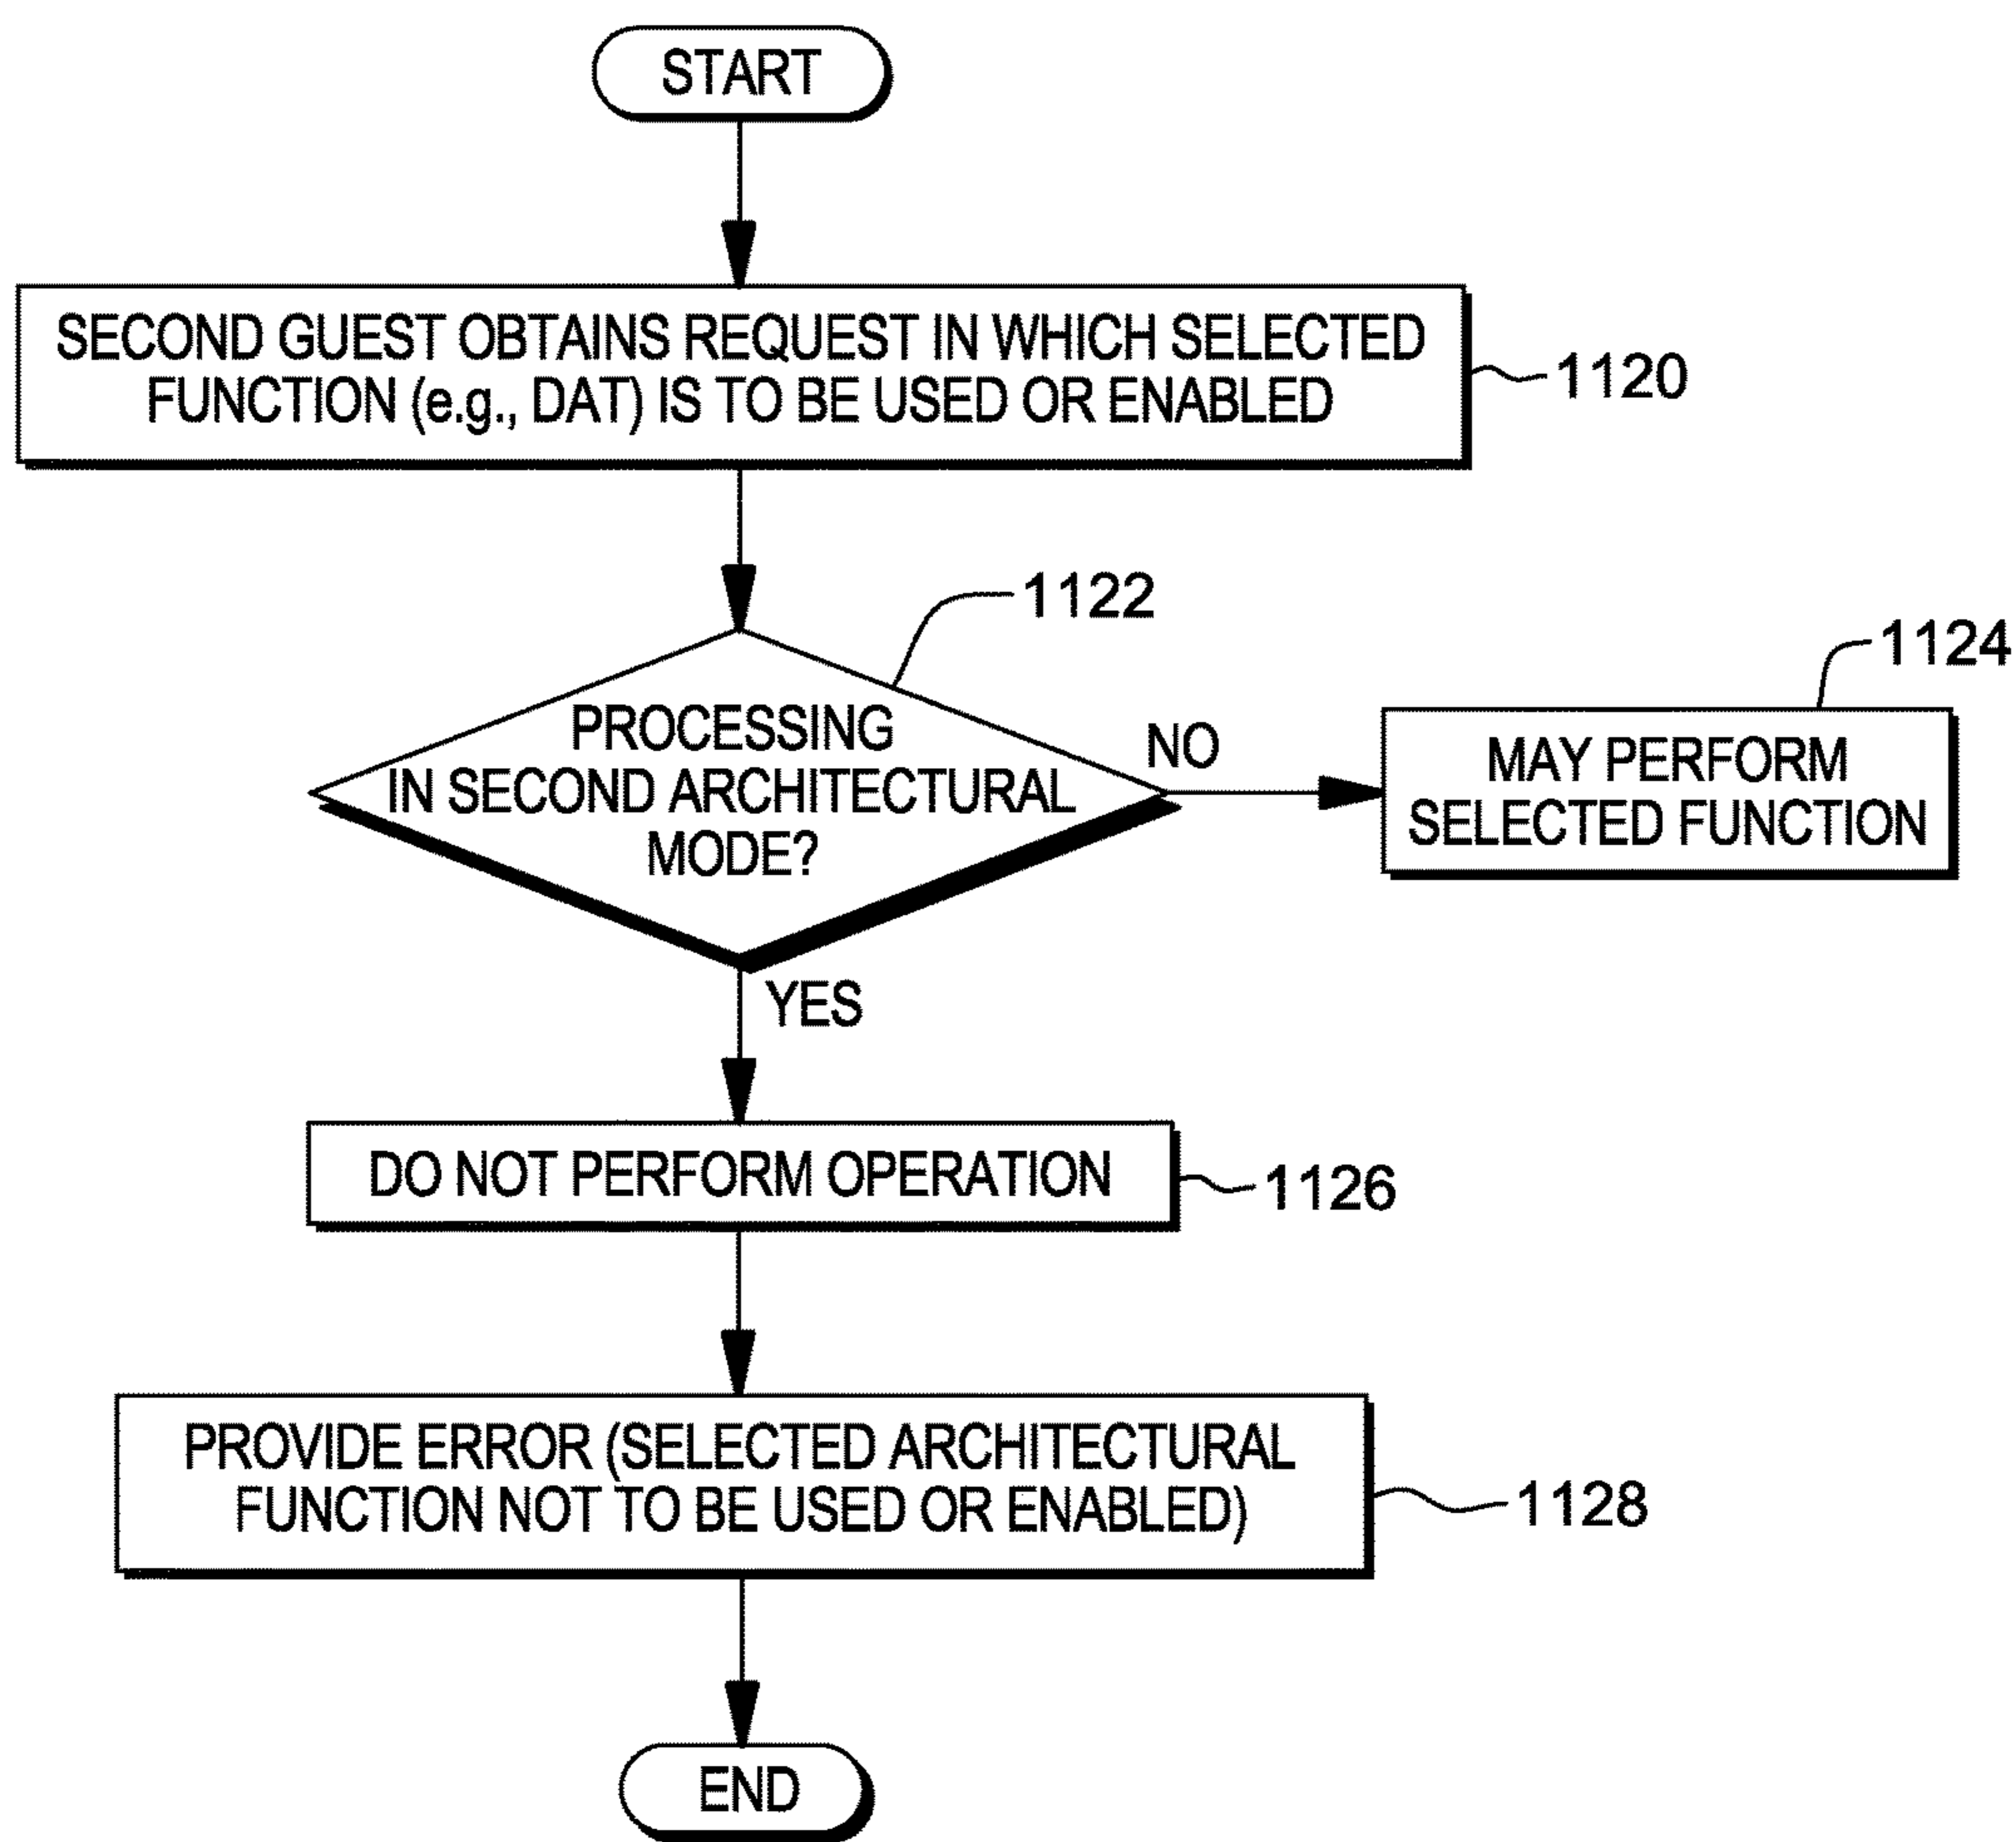 START
SECOND GUEST OBTAINS REQUEST IN WHICH SELECTED
FUNCTION (e.g., DAT) IS TO BE USED OR ENABLED
1120
1122
PROCESSING
IN SECOND ARCHITECTURAL
MODE?
NO
1124
MAY PERFORM
SELECTED FUNCTION
YES
DO NOT PERFORM OPERATION
1126
PROVIDE ERROR (SELECTED ARCHITECTURAL
FUNCTION NOT TO BE USED OR ENABLED)
1128
END